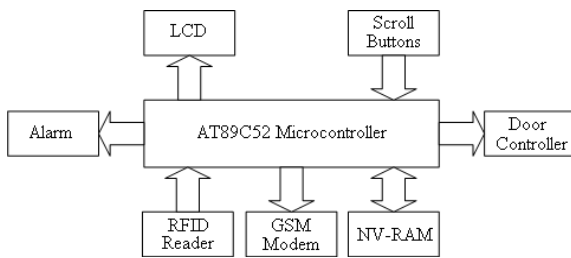 LCD
Scroll
Buttons
Alarm
AT89C52 Microcontroller
Door
Controller
RFID
Reader
GSM
Modem
NV-RAM